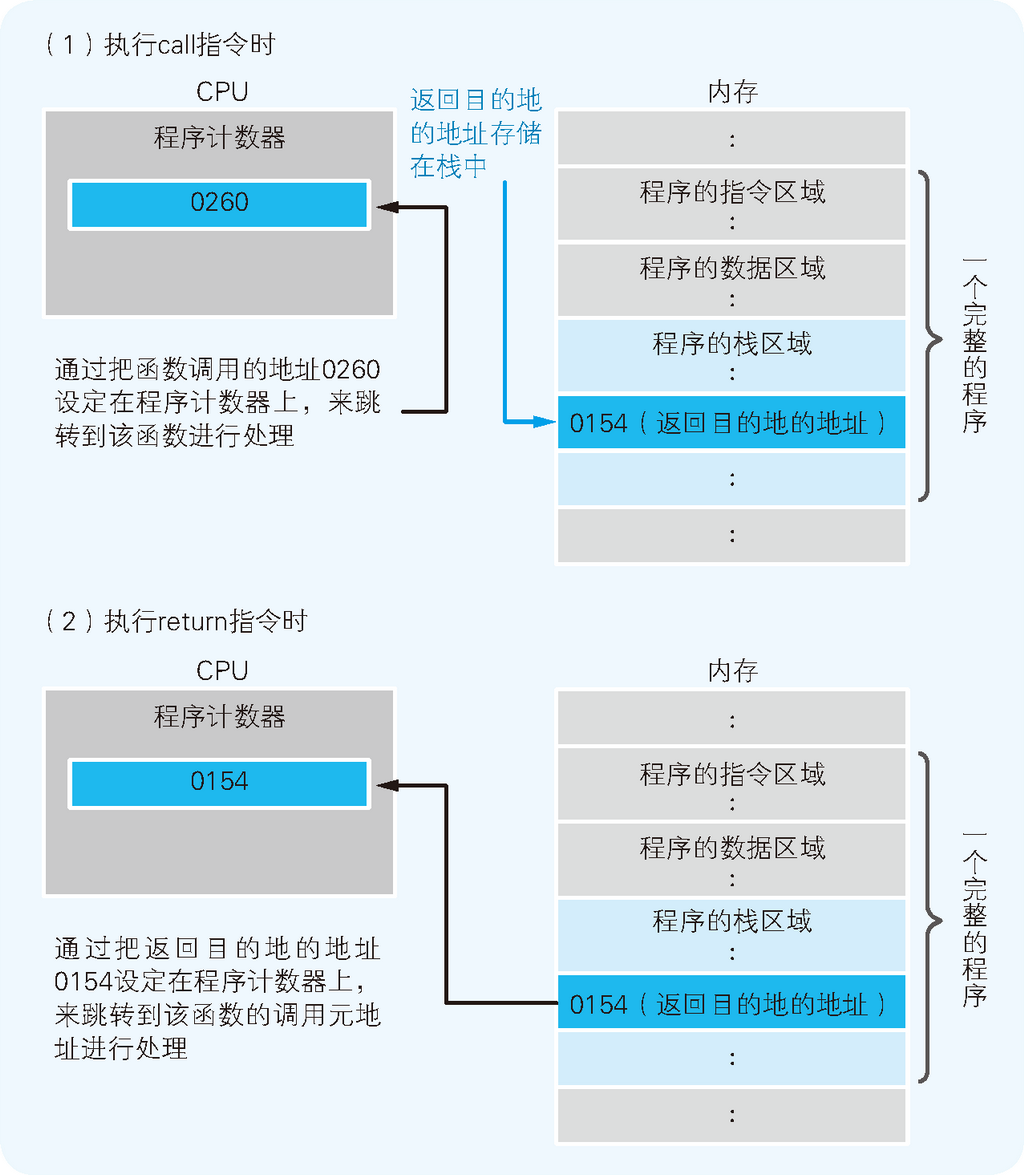 （1）执行call指令时
CPU
程序计数器
0260
通过把函数调用的地址0260
设定在程序计数器上，来跳
转到该函数进行处理
返回目的地
的地址存储
在栈中
内存
:
程序的指令区域
:
程序的数据区域
:
程序的栈区域
:
0154（返回目的地的地址）
:
:
一个完整的程序
（2）执行return指令时
CPU
程序计数器
0154
通过把返回目的地的地址
0154设定在程序计数器上，
来跳转到该函数的调用元地
址进行处理
内存
:
程序的指令区域
:
程序的数据区域
:
程序的栈区域
:
0154（返回目的地的地址）
:
:
一个完整的程序